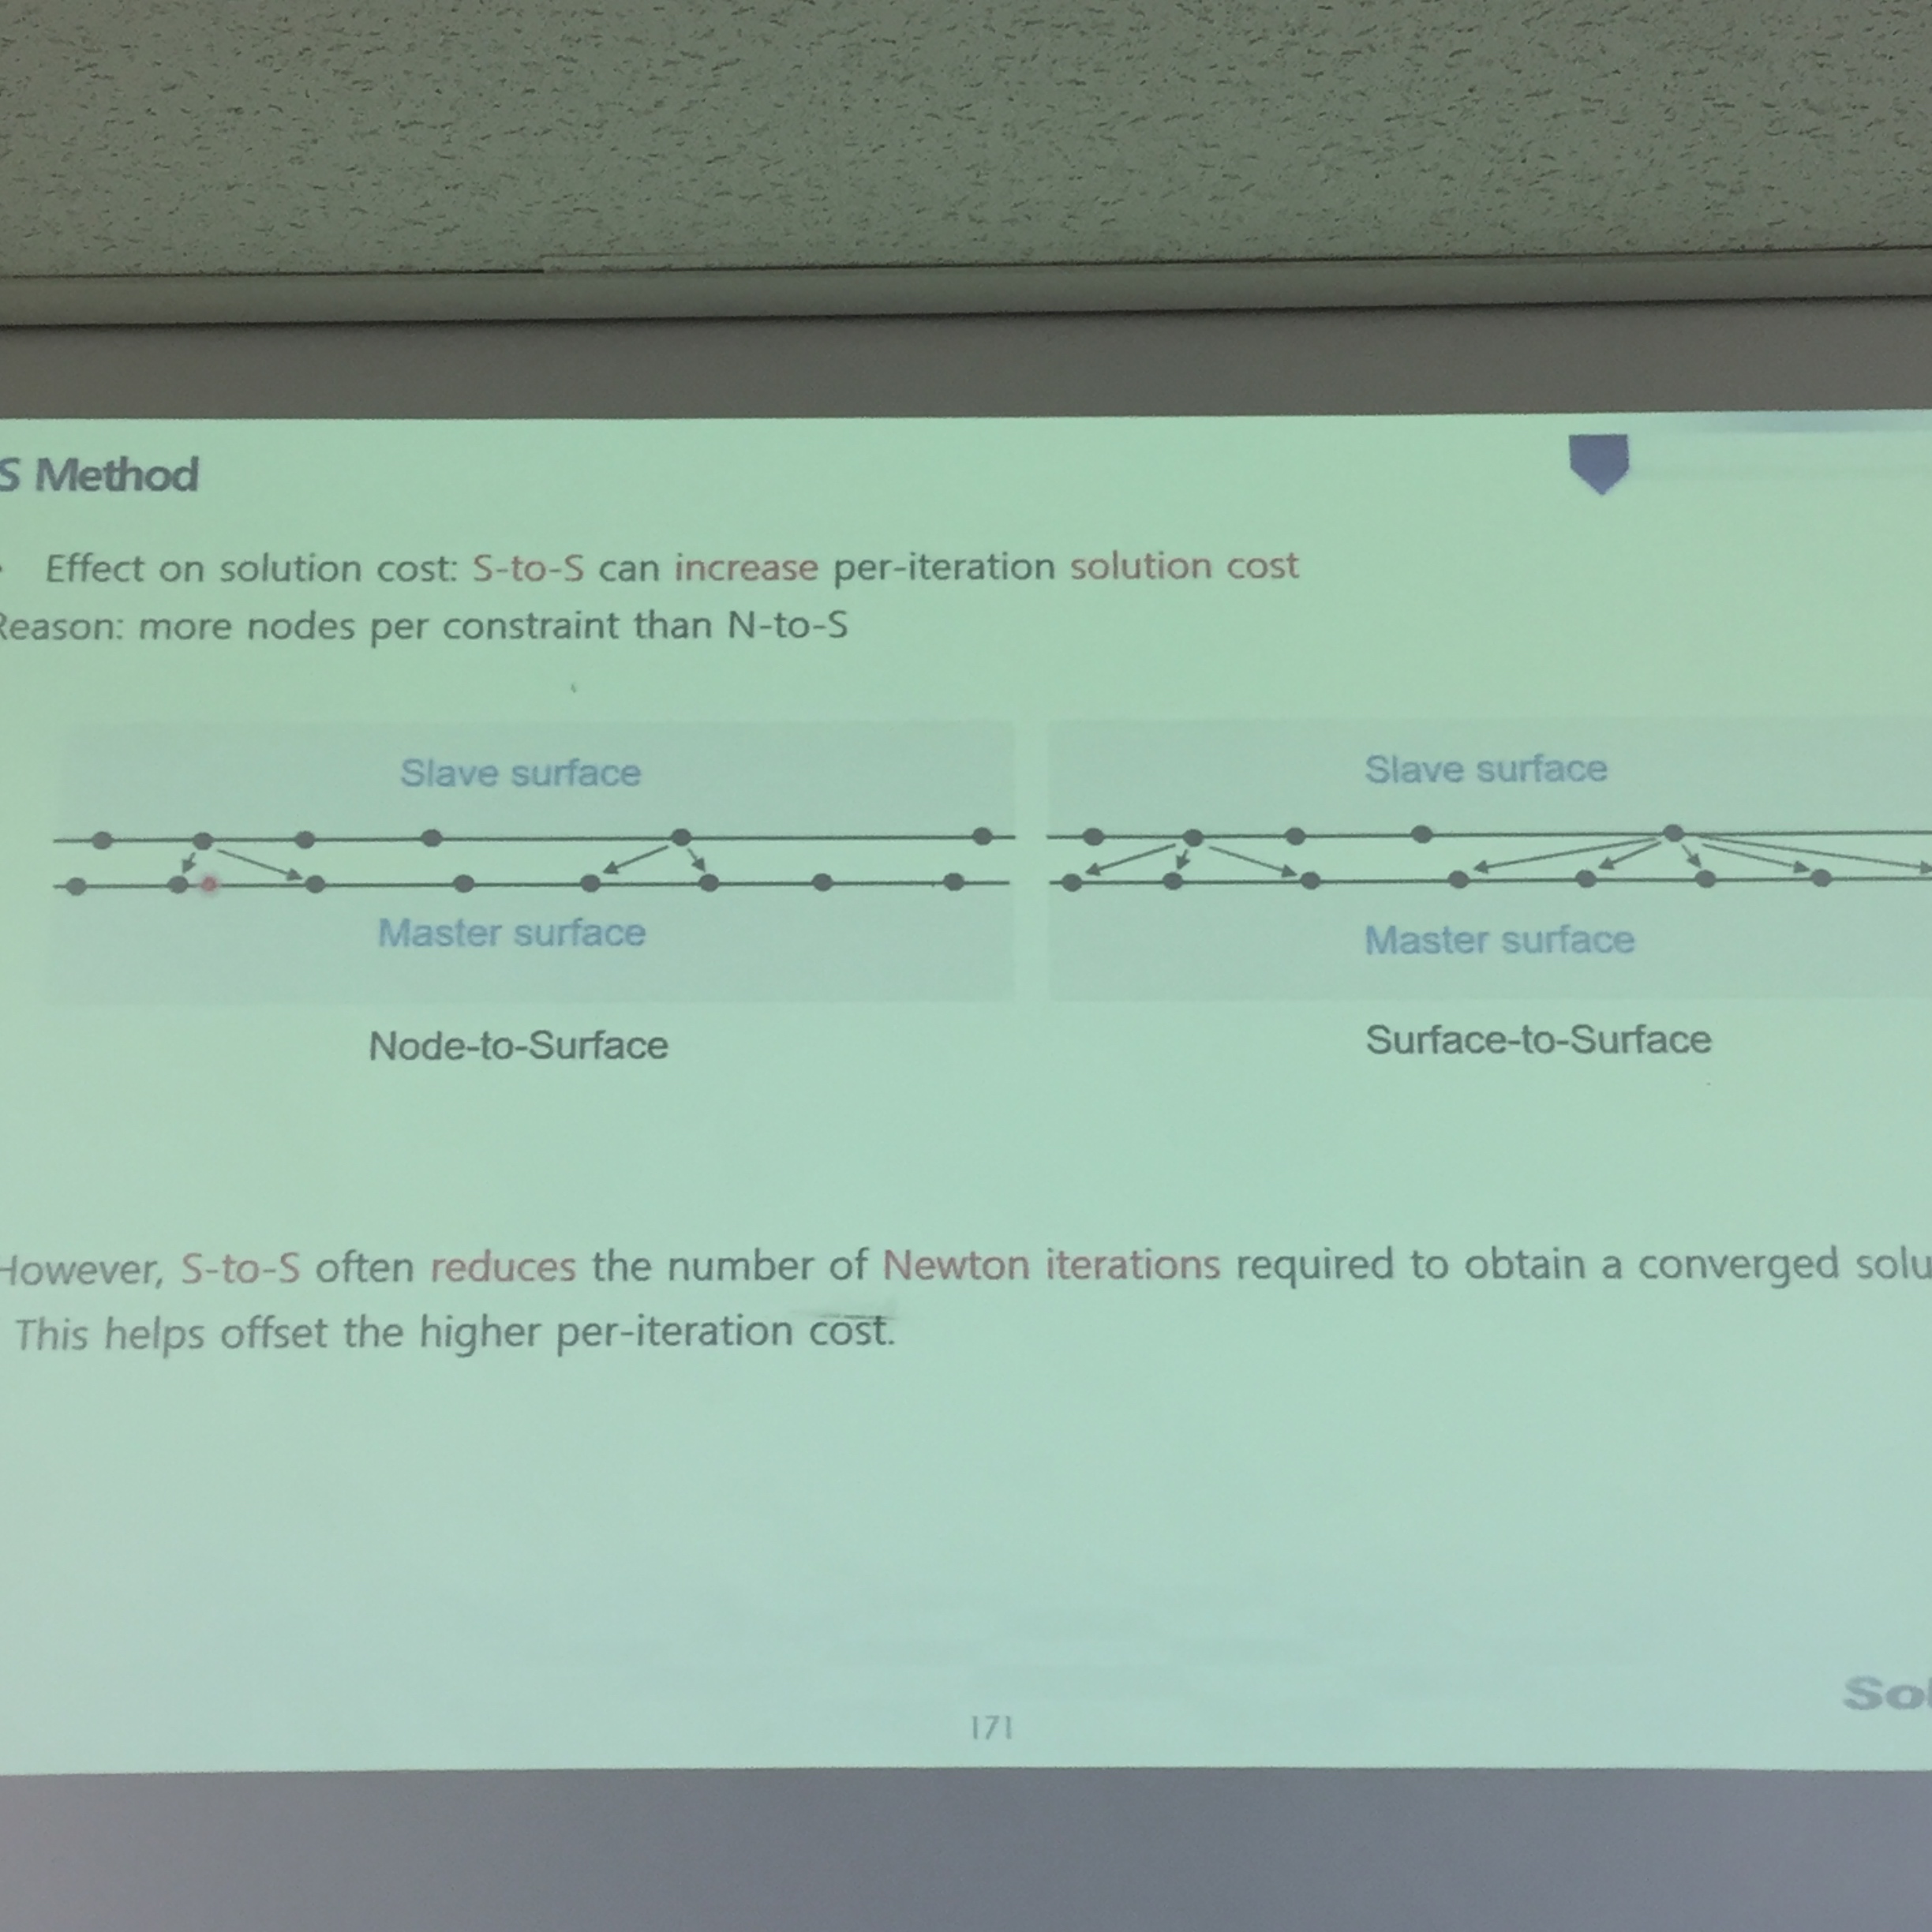 S Method
Effect on solution cost: S-to-S can increase per-iteration solution cost
Reason: more nodes per constraint than N-to-S
Slave surface
Slave surface
Master surface
Master surface
Node-to-Surface
Surface-to-Surface
However, S-to-S often reduces the number of Newton iterations required to obtain a converged solu
This helps offset the higher per-iteration cost.
Sol
171